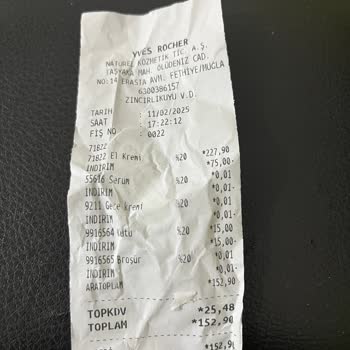 YVES ROCHER
NATUREL KOZMETİK TİC. A.Ş.
TAŞYAKA MAH. ÖLÜDENİZ CAD.
NO:14 ERASTA AVM. FETHİYE/MUĞLA
6300386157
ZİNCİRLİKUYU V.D.
TARİH : 11/02/2025
SAAT : 17:22:12
FİŞ NO : 0022
71822
71822 El Kremi %20 *227,90
İNDİRİM *75,00-
55616 Serum %20 *0,01
İNDİRİM *0,01-
9211 Gece Kremi %20 *0,01
İNDİRİM *0,01-
9916564 Kutu %20 *15,00
İNDİRİM *15,00-
9916565 Broşür %20 *0,01
İNDİRİM *0,01-
ARATOPLAM *152,90
TOPKDV *25,48
TOPLAM *152,90
*152,90